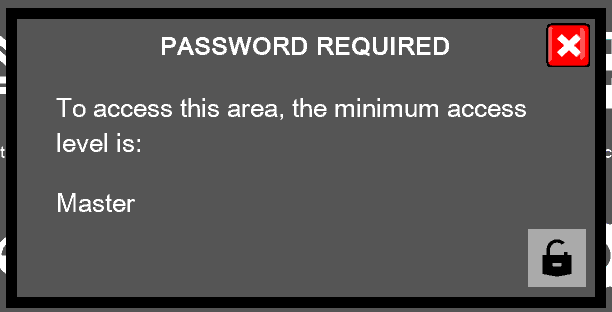 PASSWORD REQUIRED
To access this area, the minimum access
level is:
Master